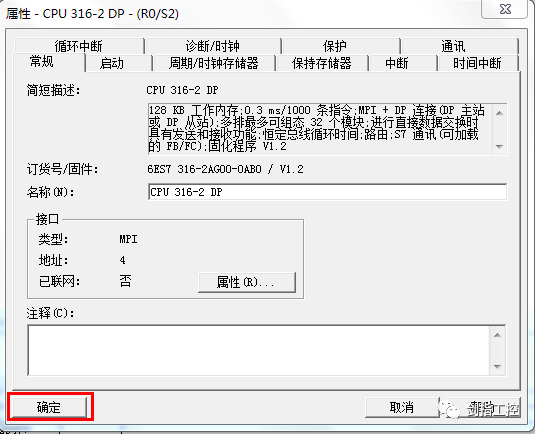 属性 - CPU 316-2 DP - (R0/S2)
循环中断 诊断/时钟 保护 通讯
常规 启动 周期/时钟存储器 保持存储器 中断 时间中断
简短描述: CPU 316-2 DP
128 KB 工作内存;0.3 ms/1000 条指令;MPI + DP 连接(DP 主站
或 DP 从站);多排最多可组态 32 个模块;进行直接数据交换时
具有发送和接收功能;恒定总线循环时间;路由;S7 通讯(可加载
的 FB/FC);固化程序 V1.2
订货号/固件: 6ES7 316-2AG00-0AB0 / V1.2
名称(N): CPU 316-2 DP
接口
类型: MPI
地址: 4
已联网: 否 属性(R)...
注释(C):
确定 取消
剑指工控